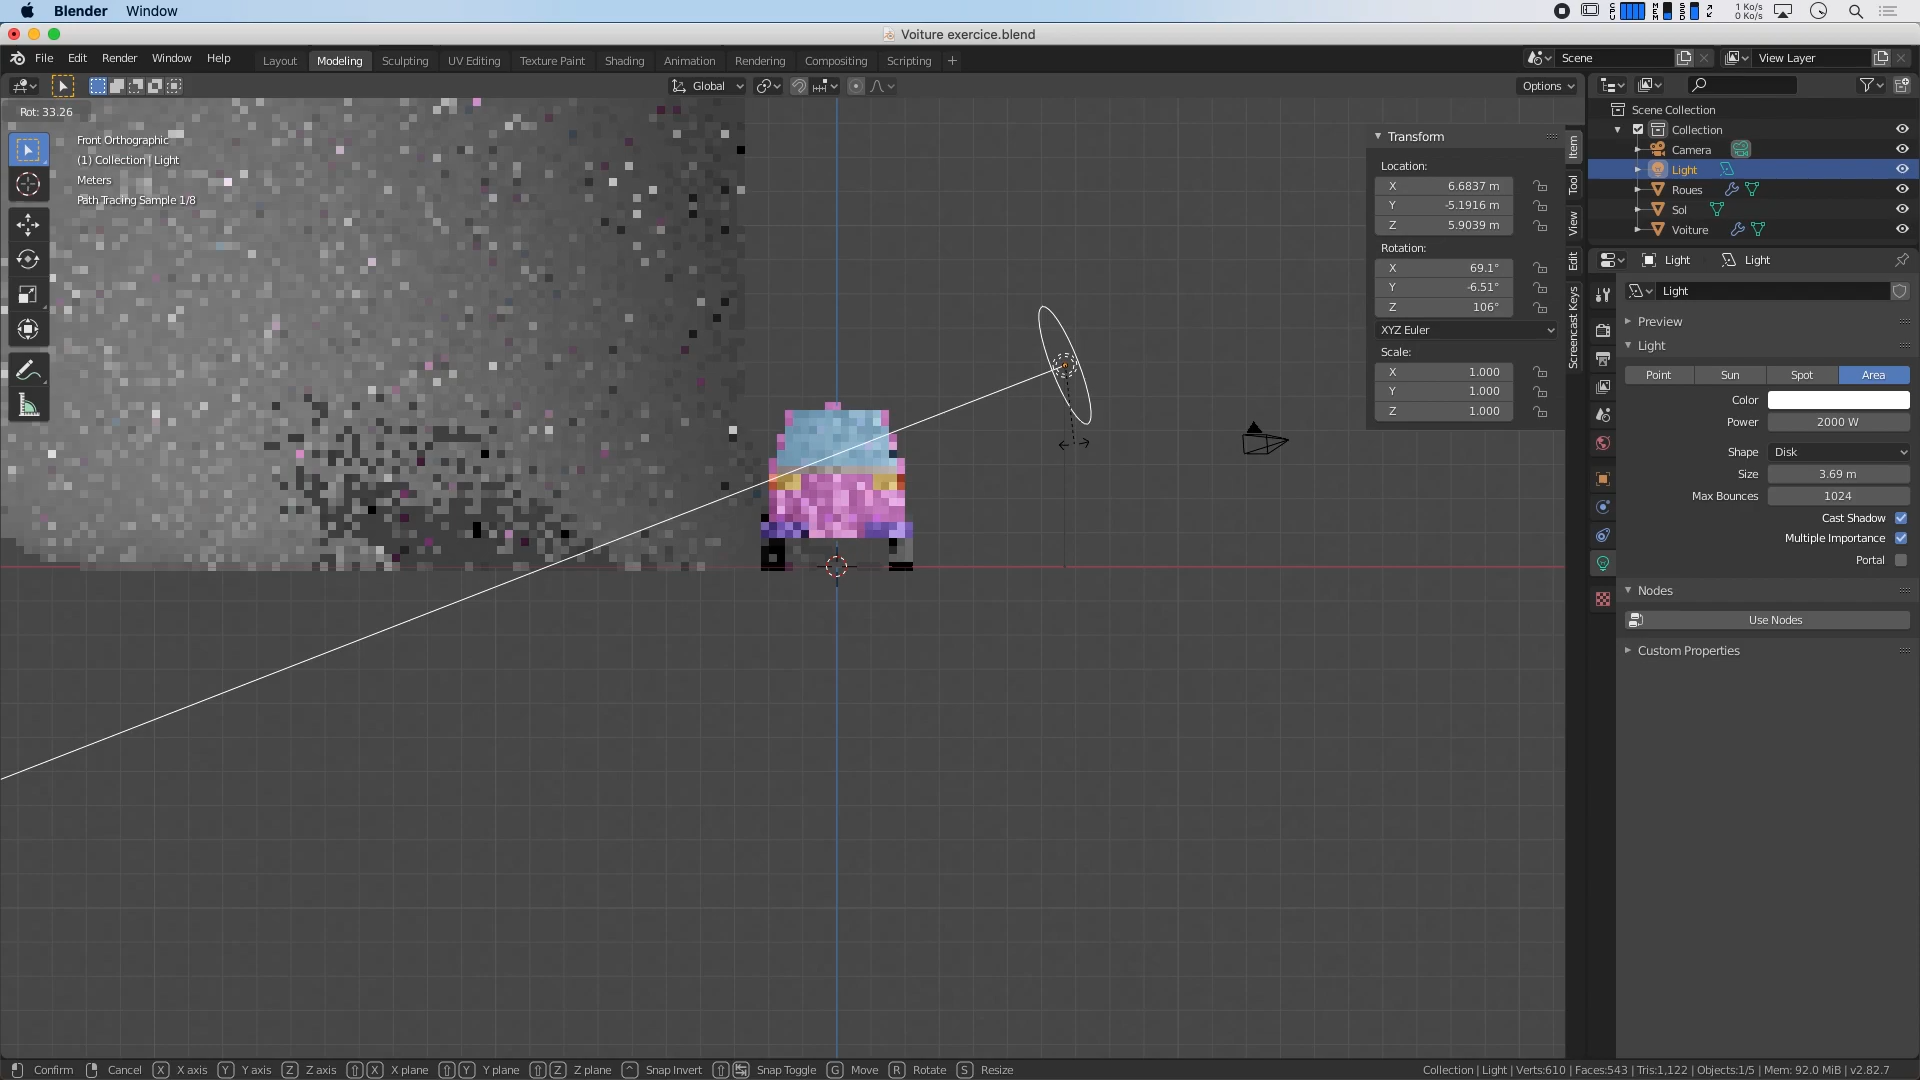 Blender Window
CPU MEM SSD 1 Ko/s 0 Ko/s
Voiture exercice.blend
File Edit Render Window Help Layout Modeling Sculpting UV Editing Texture Paint Shading Animation Rendering Compositing Scripting + Scene View Layer
Global Options
Rot: 33.26
Front Orthographic
(1) Collection | Light
Meters
Path Tracing Sample 1/8
Transform
Location:
X 6.6837 m
Y -5.1916 m
Z 5.9039 m
Rotation:
X 69.1°
Y -6.51°
Z 106°
XYZ Euler
Scale:
X 1.000
Y 1.000
Z 1.000
Item
Tool
View
Edit
Screencast Keys
Scene Collection
Collection
Camera
Light
Roues
Sol
Voiture
Light Light
Light
Preview
Light
Point Sun Spot Area
Color
Power 2000 W
Shape Disk
Size 3.69 m
Max Bounces 1024
Cast Shadow
Multiple Importance
Portal
Nodes
Use Nodes
Custom Properties
Confirm Cancel X X axis Y Y axis Z Z axis X X plane Y Y plane Z Z plane Snap Invert Snap Toggle G Move R Rotate S Resize Collection | Light | Verts:610 | Faces:543 | Tris:1,122 | Objects:1/5 | Mem: 92.0 MiB | v2.82.7